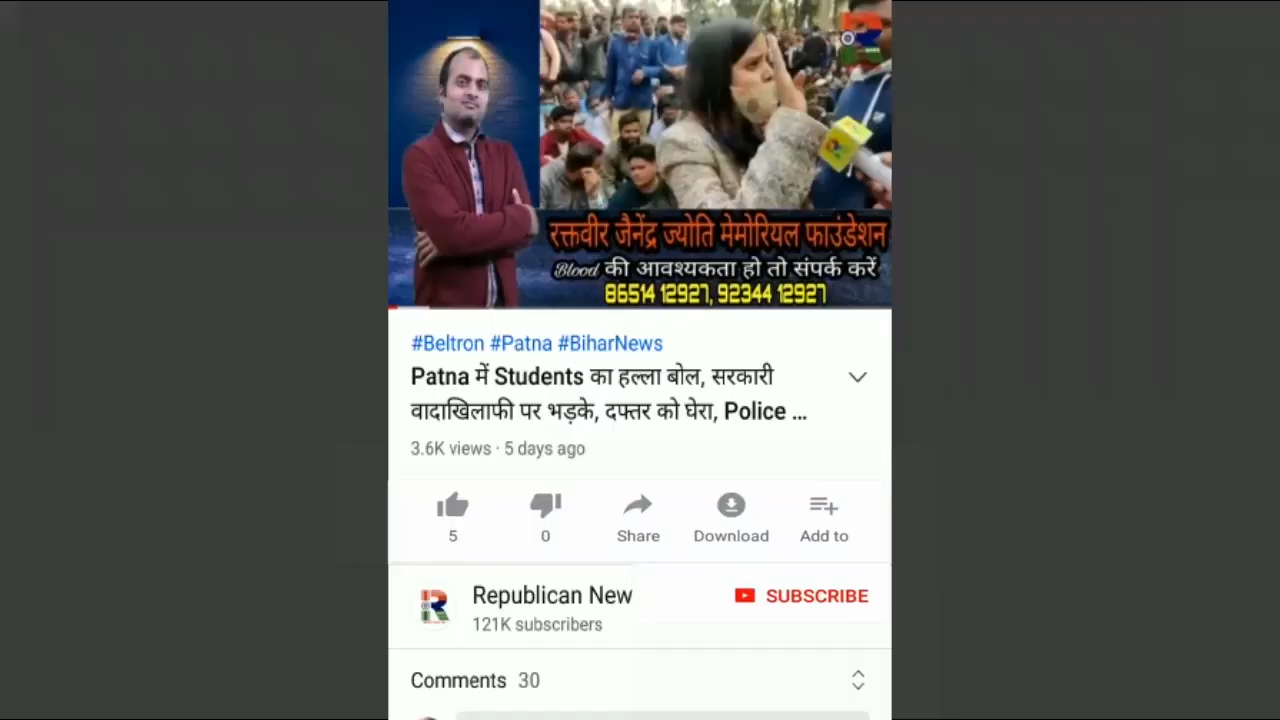 रक्तवीर जैनेंद्र ज्योति मेमोरियल फाउंडेशन
Blood की आवश्यकता हो तो संपर्क करें
86514 12927, 92344 12927
#Beltron #Patna #BiharNews
Patna में Students का हल्ला बोल, सरकारी
वादाखिलाफी पर भड़के, दफ्तर को घेरा, Police ...
3.6K views · 5 days ago
5
0
Share
Download
Add to
Republican New
SUBSCRIBE
121K subscribers
Comments 30